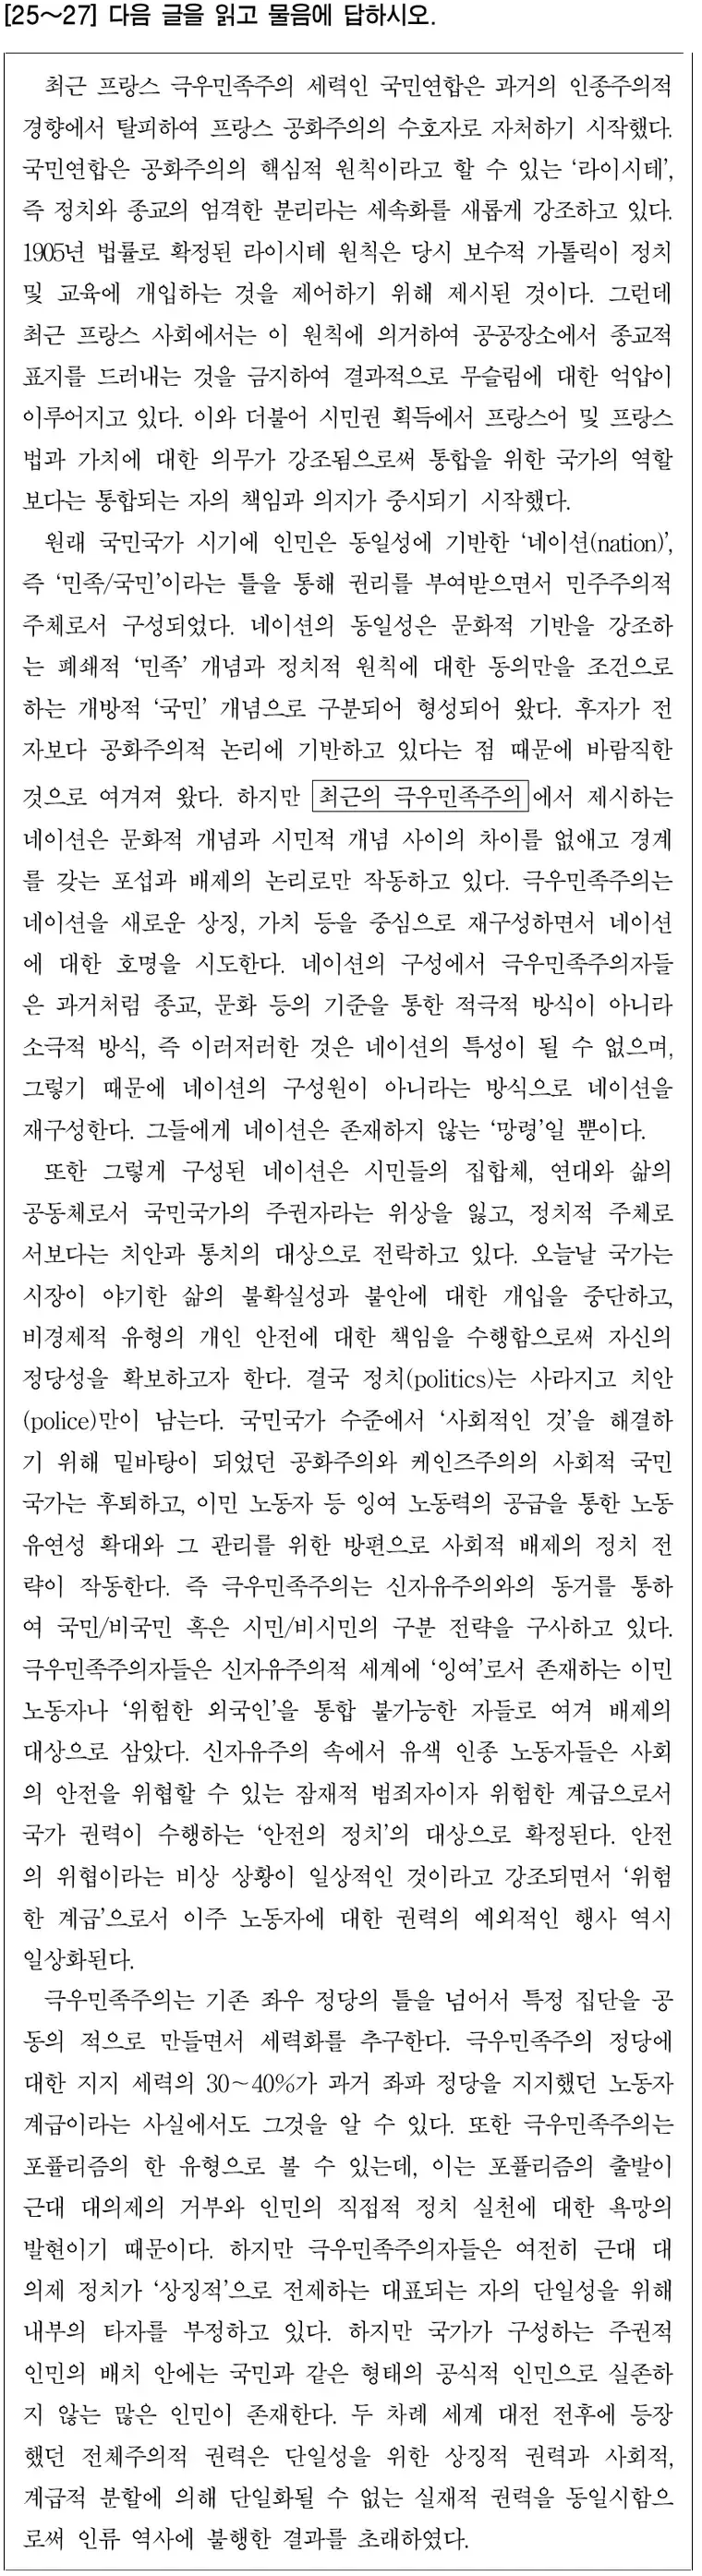 [25~27] 다음 글을 읽고 물음에 답하시오.
최근 프랑스 극우민족주의 세력인 국민연합은 과거의 인종주의적
경향에서 탈피하여 프랑스 공화주의의 수호자로 자처하기 시작했다.
국민연합은 공화주의의 핵심적 원칙이라고 할 수 있는 ‘라이시테’,
즉 정치와 종교의 엄격한 분리라는 세속화를 새롭게 강조하고 있다.
1905년 법률로 확정된 라이시테 원칙은 당시 보수적 가톨릭이 정치
및 교육에 개입하는 것을 제어하기 위해 제시된 것이다. 그런데
최근 프랑스 사회에서는 이 원칙에 의거하여 공공장소에서 종교적
표지를 드러내는 것을 금지하여 결과적으로 무슬림에 대한 억압이
이루어지고 있다. 이와 더불어 시민권 획득에서 프랑스어 및 프랑스
법과 가치에 대한 의무가 강조됨으로써 통합을 위한 국가의 역할
보다는 통합되는 자의 책임과 의지가 중시되기 시작했다.
원래 국민국가 시기에 인민은 동일성에 기반한 ‘네이션(nation)’,
즉 ‘민족/국민’이라는 틀을 통해 권리를 부여받으면서 민주주의적
주체로서 구성되었다. 네이션의 동일성은 문화적 기반을 강조하
는 폐쇄적 ‘민족’ 개념과 정치적 원칙에 대한 동의만을 조건으로
하는 개방적 ‘국민’ 개념으로 구분되어 형성되어 왔다. 후자가 전
자보다 공화주의적 논리에 기반하고 있다는 점 때문에 바람직한
것으로 여겨져 왔다. 하지만 최근의 극우민족주의에서 제시하는
네이션은 문화적 개념과 시민적 개념 사이의 차이를 없애고 경계
를 갖는 포섭과 배제의 논리로만 작동하고 있다. 극우민족주의는
네이션을 새로운 상징, 가치 등을 중심으로 재구성하면서 네이션
에 대한 호명을 시도한다. 네이션의 구성에서 극우민족주의자들
은 과거처럼 종교, 문화 등의 기준을 통한 적극적 방식이 아니라
소극적 방식, 즉 이러저러한 것은 네이션의 특성이 될 수 없으며,
그렇기 때문에 네이션의 구성원이 아니라는 방식으로 네이션을
재구성한다. 그들에게 네이션은 존재하지 않는 ‘망령’일 뿐이다.
또한 그렇게 구성된 네이션은 시민들의 집합체, 연대와 삶의
공동체로서 국민국가의 주권자라는 위상을 잃고, 정치적 주체로
서보다는 치안과 통치의 대상으로 전락하고 있다. 오늘날 국가는
시장이 야기한 삶의 불확실성과 불안에 대한 개입을 중단하고,
비경제적 유형의 개인 안전에 대한 책임을 수행함으로써 자신의
정당성을 확보하고자 한다. 결국 정치(politics)는 사라지고 치안
(police)만이 남는다. 국민국가 수준에서 ‘사회적인 것’을 해결하
기 위해 밑바탕이 되었던 공화주의와 케인즈주의의 사회적 국민
국가는 후퇴하고, 이민 노동자 등 잉여 노동력의 공급을 통한 노동
유연성 확대와 그 관리를 위한 방편으로 사회적 배제의 정치 전
략이 작동한다. 즉 극우민족주의는 신자유주의와의 동거를 통하
여 국민/비국민 혹은 시민/비시민의 구분 전략을 구사하고 있다.
극우민족주의자들은 신자유주의적 세계에 ‘잉여’로서 존재하는 이민
노동자나 ‘위험한 외국인’을 통합 불가능한 자들로 여겨 배제의
대상으로 삼았다. 신자유주의 속에서 유색 인종 노동자들은 사회
의 안전을 위협할 수 있는 잠재적 범죄자이자 위험한 계급으로서
국가 권력이 수행하는 ‘안전의 정치’의 대상으로 확정된다. 안전
의 위협이라는 비상 상황이 일상적인 것이라고 강조되면서 ‘위험
한 계급’으로서 이주 노동자에 대한 권력의 예외적인 행사 역시
일상화된다.
극우민족주의는 기존 좌우 정당의 틀을 넘어서 특정 집단을 공
동의 적으로 만들면서 세력화를 추구한다. 극우민족주의 정당에
대한 지지 세력의 30~40%가 과거 좌파 정당을 지지했던 노동자
계급이라는 사실에서도 그것을 알 수 있다. 또한 극우민족주의는
포퓰리즘의 한 유형으로 볼 수 있는데, 이는 포퓰리즘의 출발이
근대 대의제의 거부와 인민의 직접적 정치 실천에 대한 욕망의
발현이기 때문이다. 하지만 극우민족주의자들은 여전히 근대 대
의제 정치가 ‘상징적’으로 전제하는 대표되는 자의 단일성을 위해
내부의 타자를 부정하고 있다. 하지만 국가가 구성하는 주권적
인민의 배치 안에는 국민과 같은 형태의 공식적 인민으로 실존하
지 않는 많은 인민이 존재한다. 두 차례 세계 대전 전후에 등장
했던 전체주의적 권력은 단일성을 위한 상징적 권력과 사회적,
계급적 분할에 의해 단일화될 수 없는 실재적 권력을 동일시함으
로써 인류 역사에 불행한 결과를 초래하였다.